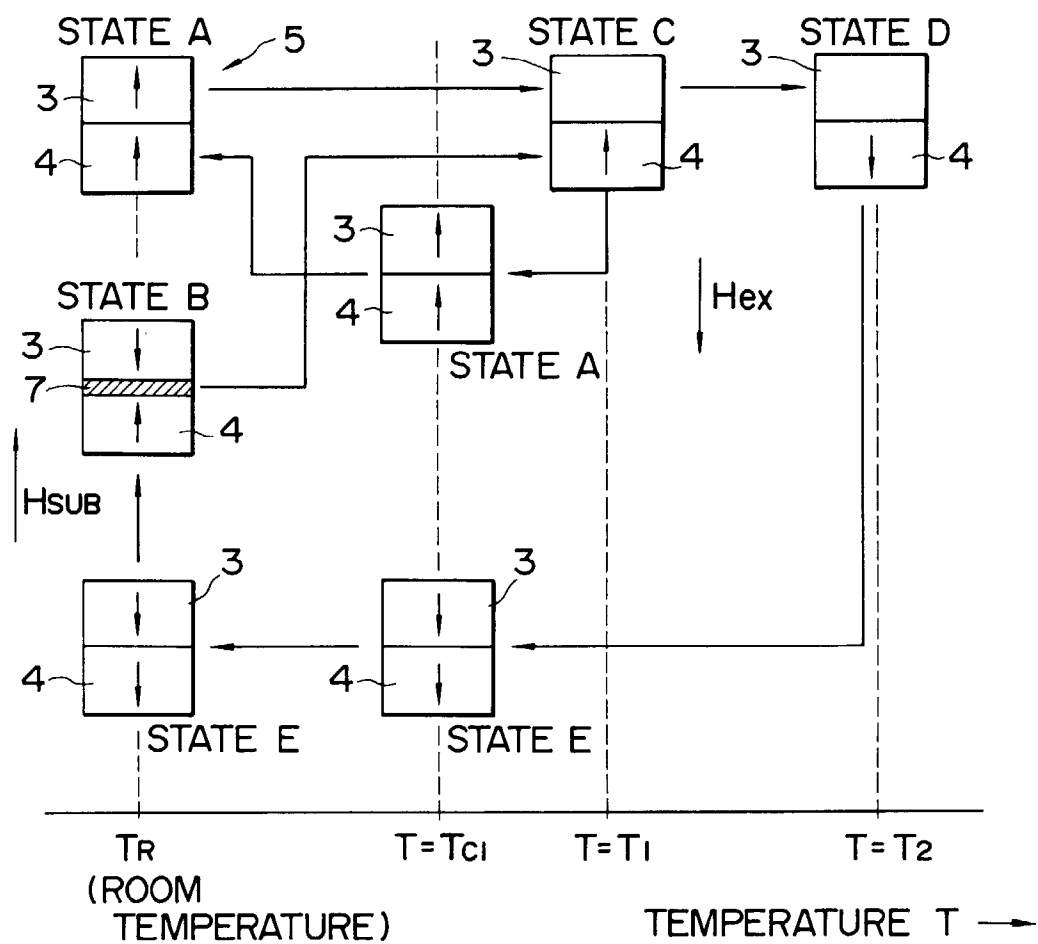 STATE A
5
STATE C
STATE D
3
3
3
4
4
4
3
4
STATE A
STATE B
3
7
4
HEX
HSUB
3
4
STATE E
3
4
STATE E
TR
(ROOM TEMPERATURE)
T=TC1
T=T1
T=T2
TEMPERATURE T